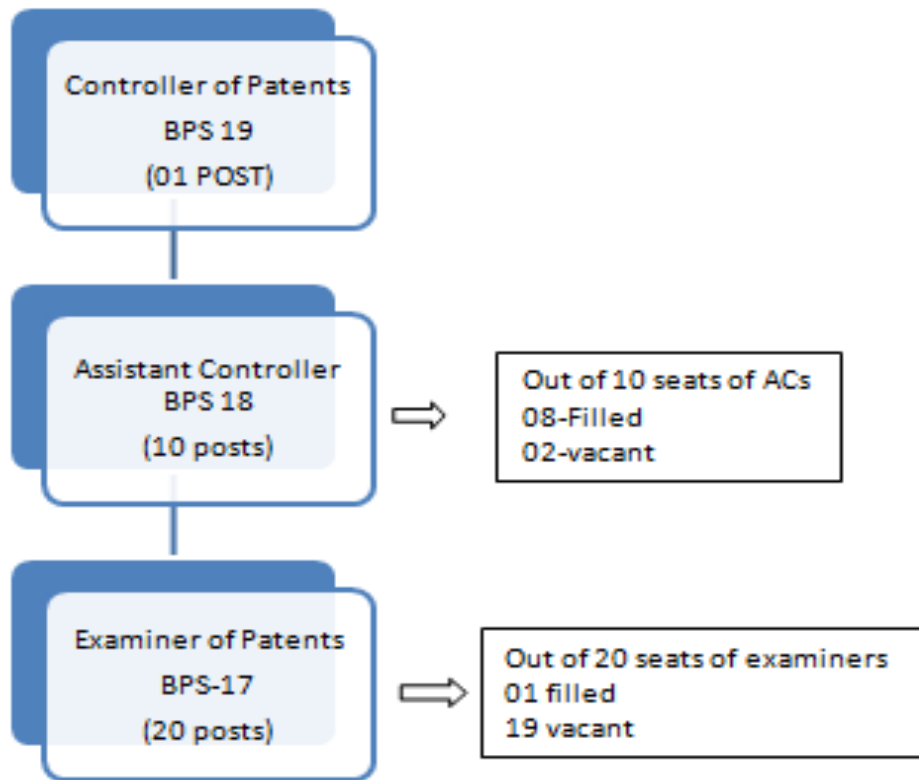 Controller of Patents
BPS 19
(01 POST)
Assistant Controller
BPS 18
(10 posts)
Out of 10 seats of ACs
08-Filled
02-vacant
Examiner of Patents
BPS-17
(20 posts)
Out of 20 seats of examiners
01 filled
19 vacant